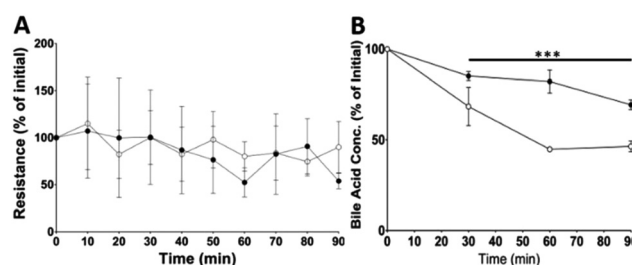 A
Resistance (% of initial)
200
150
100
50
0
0 10 20 30 40 50 60 70 80 90
Time (min)
B
Bile Acid Conc. (% of Initial)
100
50
***
0 10 20 30 40 50 60 70 80 90
Time (min)